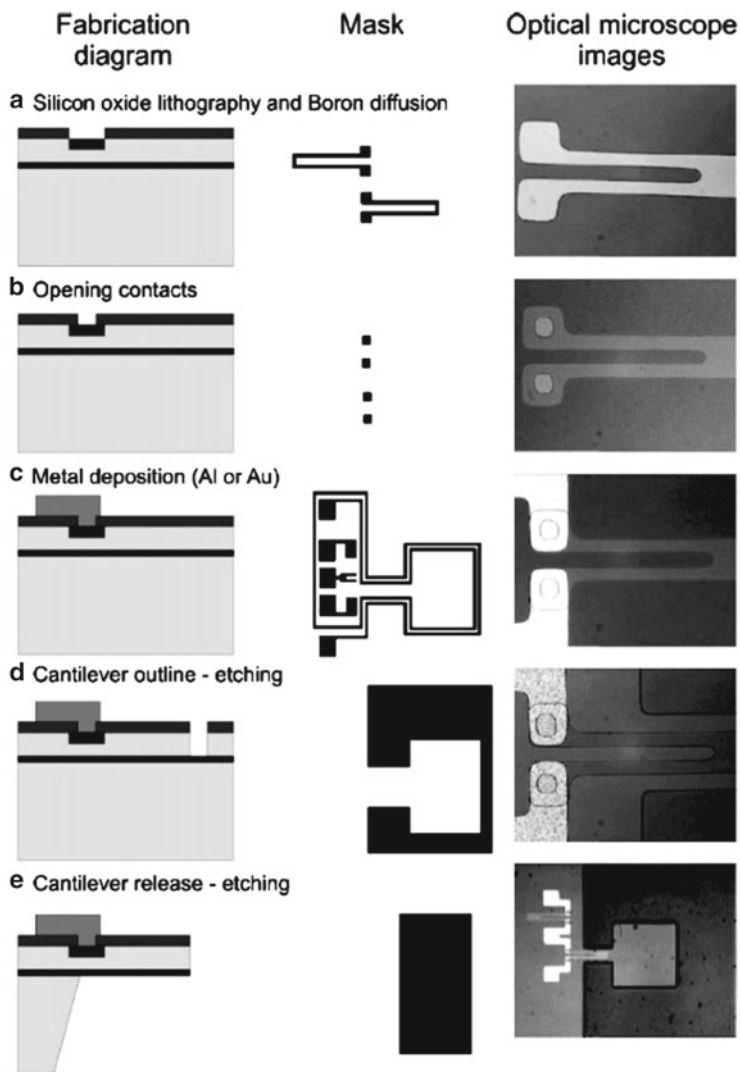 Fabrication
diagram
Mask
Optical microscope
images
a Silicon oxide lithography and Boron diffusion
b Opening contacts
c Metal deposition (Al or Au)
d Cantilever outline - etching
e Cantilever release - etching